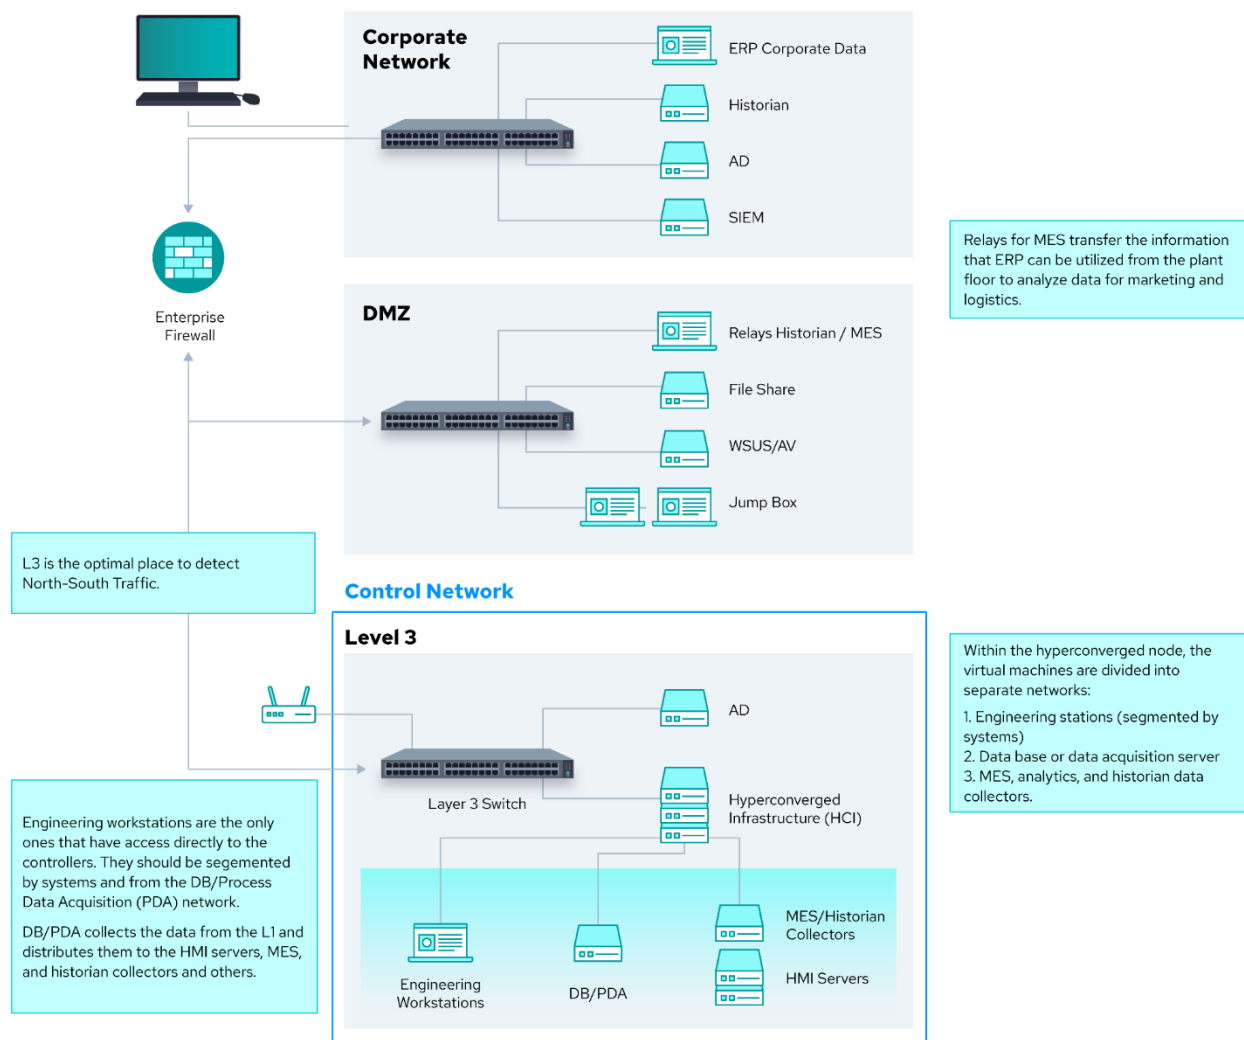 Corporate
Network
ERP Corporate Data
Historian
AD
SIEM
Enterprise
Firewall
Relays for MES transfer the information
that ERP can be utilized from the plant
floor to analyze data for marketing and
logistics.
DMZ
Relays Historian / MES
File Share
WSUS/AV
Jump Box
L3 is the optimal place to detect
North-South Traffic.
Control Network
Level 3
AD
Layer 3 Switch
Hyperconverged
Infrastructure (HCI)
Within the hyperconverged node, the
virtual machines are divided into
separate networks:
1. Engineering stations (segmented by
systems)
2. Data base or data acquisition server
3. MES, analytics, and historian data
collectors.
Engineering workstations are the only
ones that have access directly to the
controllers. They should be segemented
by systems and from the DB/Process
Data Acquisition (PDA) network.
DB/PDA collects the data from the L1 and
distributes them to the HMI servers, MES,
and historian collectors and others.
Engineering
Workstations
DB/PDA
MES/Historian
Collectors
HMI Servers